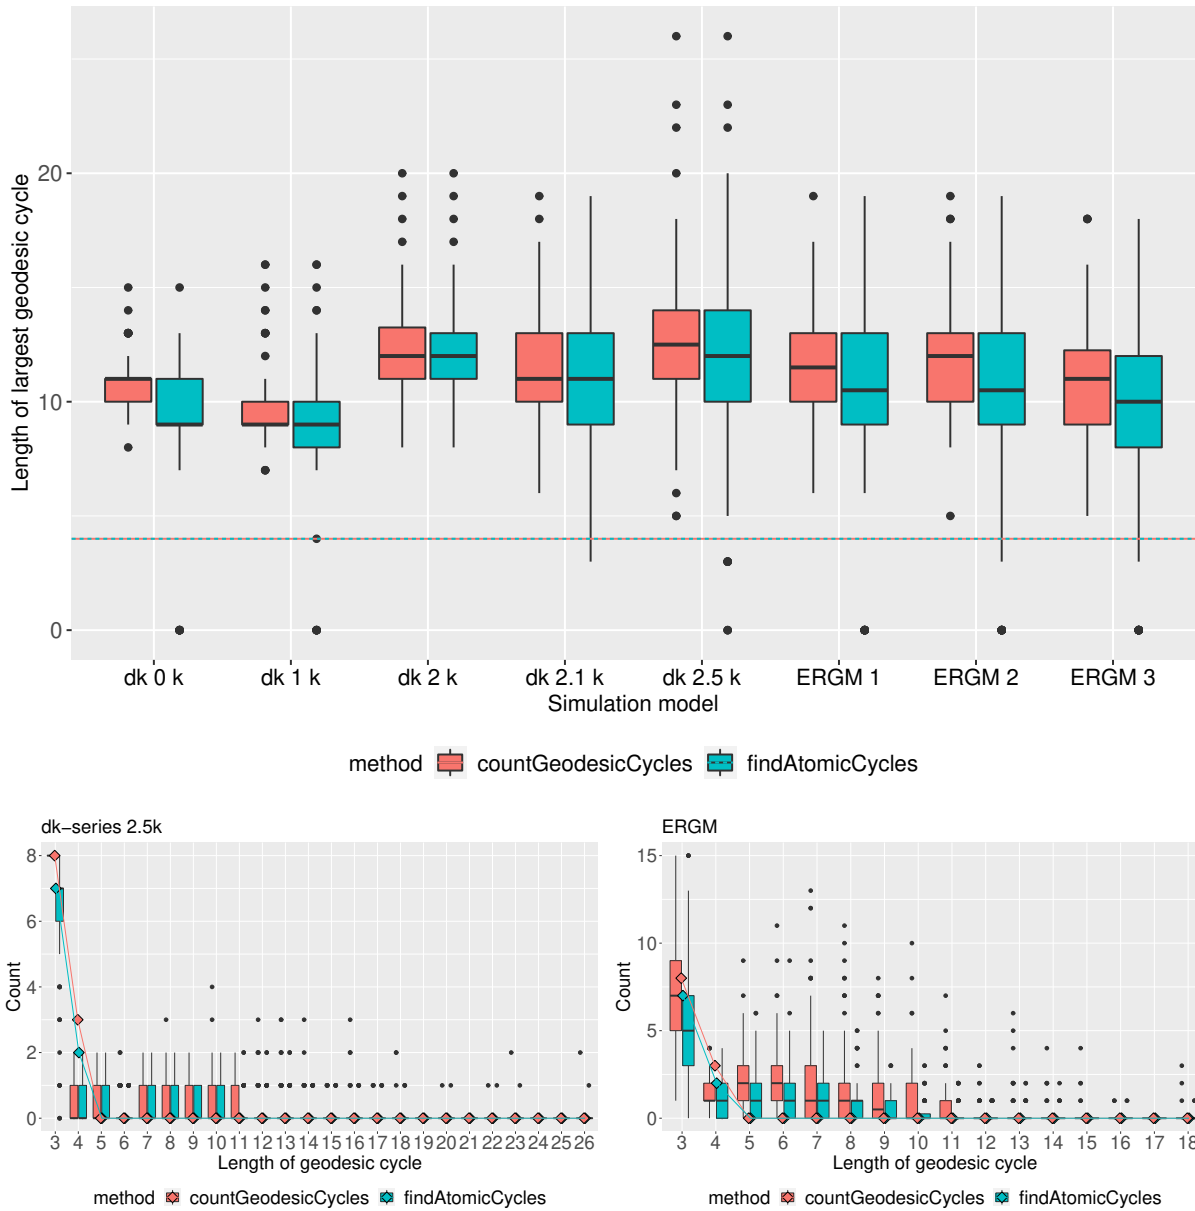 Length of largest geodesic cycle
20
10
0
dk 0 k dk 1 k dk 2 k dk 2.1 k dk 2.5 k ERGM 1 ERGM 2 ERGM 3
Simulation model
method countGeodesicCycles findAtomicCycles
dk−series 2.5k
Count
8
6
4
2
0
3 4 5 6 7 8 9 10 11 12 13 14 15 16 17 18 19 20 21 22 23 24 25 26
Length of geodesic cycle
method countGeodesicCycles findAtomicCycles
ERGM
Count
15
10
5
0
3 4 5 6 7 8 9 10 11 12 13 14 15 16 17 18
Length of geodesic cycle
method countGeodesicCycles findAtomicCycles